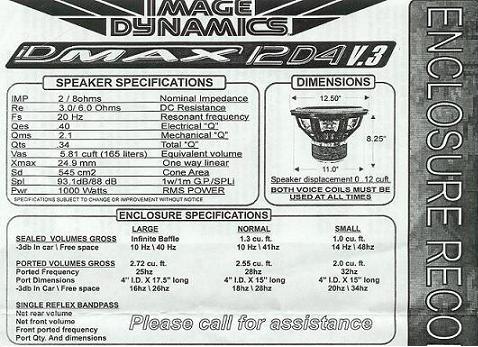 IMAGE
DYNAMICS
iDMAX 12D4 V.3
SPEAKER SPECIFICATIONS
IMP 2 / 8ohms Nominal Impedance
Re 3.0/ 6.0 Ohms DC Resistance
Fs 20 Hz Resonant frequency
Qes 40 Electrical "Q"
Qms 2.1 Mechanical "Q"
Qts 34 Total "Q"
Vas 5.81 cuft (165 liters) Equivalent volume
Xmax 24.9 mm One way linear
Sd 545 cm2 Cone Area
Spl 93.1dB/88 dB 1w/1m G.P./SPLi
Pwr 1000 Watts RMS POWER
SPECIFICATIONS SUBJECT TO CHANGE OR IMPROVEMENT WITHOUT NOTICE
DIMENSIONS
12.50"
8.25"
11.0"
Speaker displacement 0 .12 cuft
BOTH VOICE COILS MUST BE
USED AT ALL TIMES
ENCLOSURE SPECIFICATIONS
LARGE NORMAL SMALL
SEALED VOLUMES GROSS Infinite Baffle 1.3 cu. ft. 1.0 cu. ft.
-3db in Car / Free space 10 Hz \ 40 Hz 10 Hz \ 41hz 14 Hz \ 48hz
PORTED VOLUMES GROSS 2.72 cu. ft. 2.55 cu. ft. 2.0 cu. ft.
Ported Frequency 25hz 28hz 32hz
Port Dimensions 4" I.D. X 17.5" long 4" I.D. X 15" long 4" I.D. X 15" long
-3db In Car \ Free space 16hz \ 26hz 18hz \ 28hz 20hz \ 34hz
SINGLE REFLEX BANDPASS
Net rear volume
Net front volume
Front ported frequency
Port Qty. And dimensions
Please call for assistance
ENCLOSURE RECO